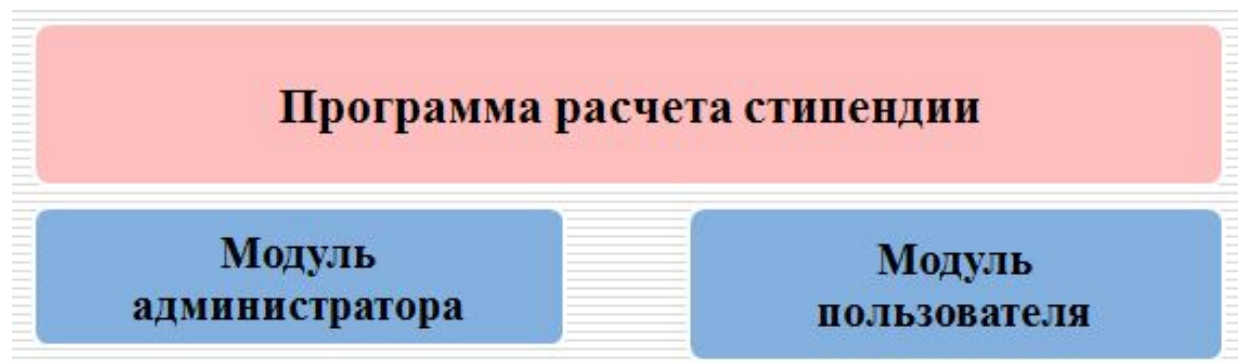 Программа расчета стипендии
Модуль
администратора
Модуль
пользователя